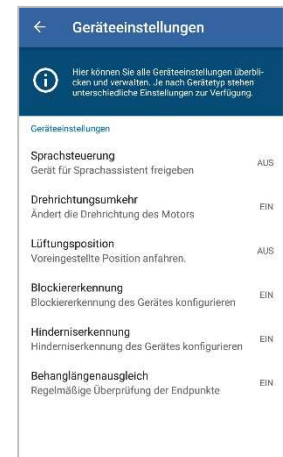 Geräteeinstellungen
Hier können Sie alle Geräteeinstellungen überbli-
cken und verwalten. Je nach Gerätetyp stehen
unterschiedliche Einstellungen zur Verfügung.
Geräteeinstellungen
Sprachsteuerung
Gerät für Sprachassistent freigeben
AUS
Drehrichtungsumkehr
Ändert die Drehrichtung des Motors
EIN
Lüftungsposition
Voreingestellte Position anfahren.
AUS
Blockiererkennung
Blockiererkennung des Gerätes konfigurieren
EIN
Hinderniserkennung
Hinderniserkennung des Gerätes konfigurieren
EIN
Behanglängenausgleich
Regelmäßige Überprüfung der Endpunkte
EIN